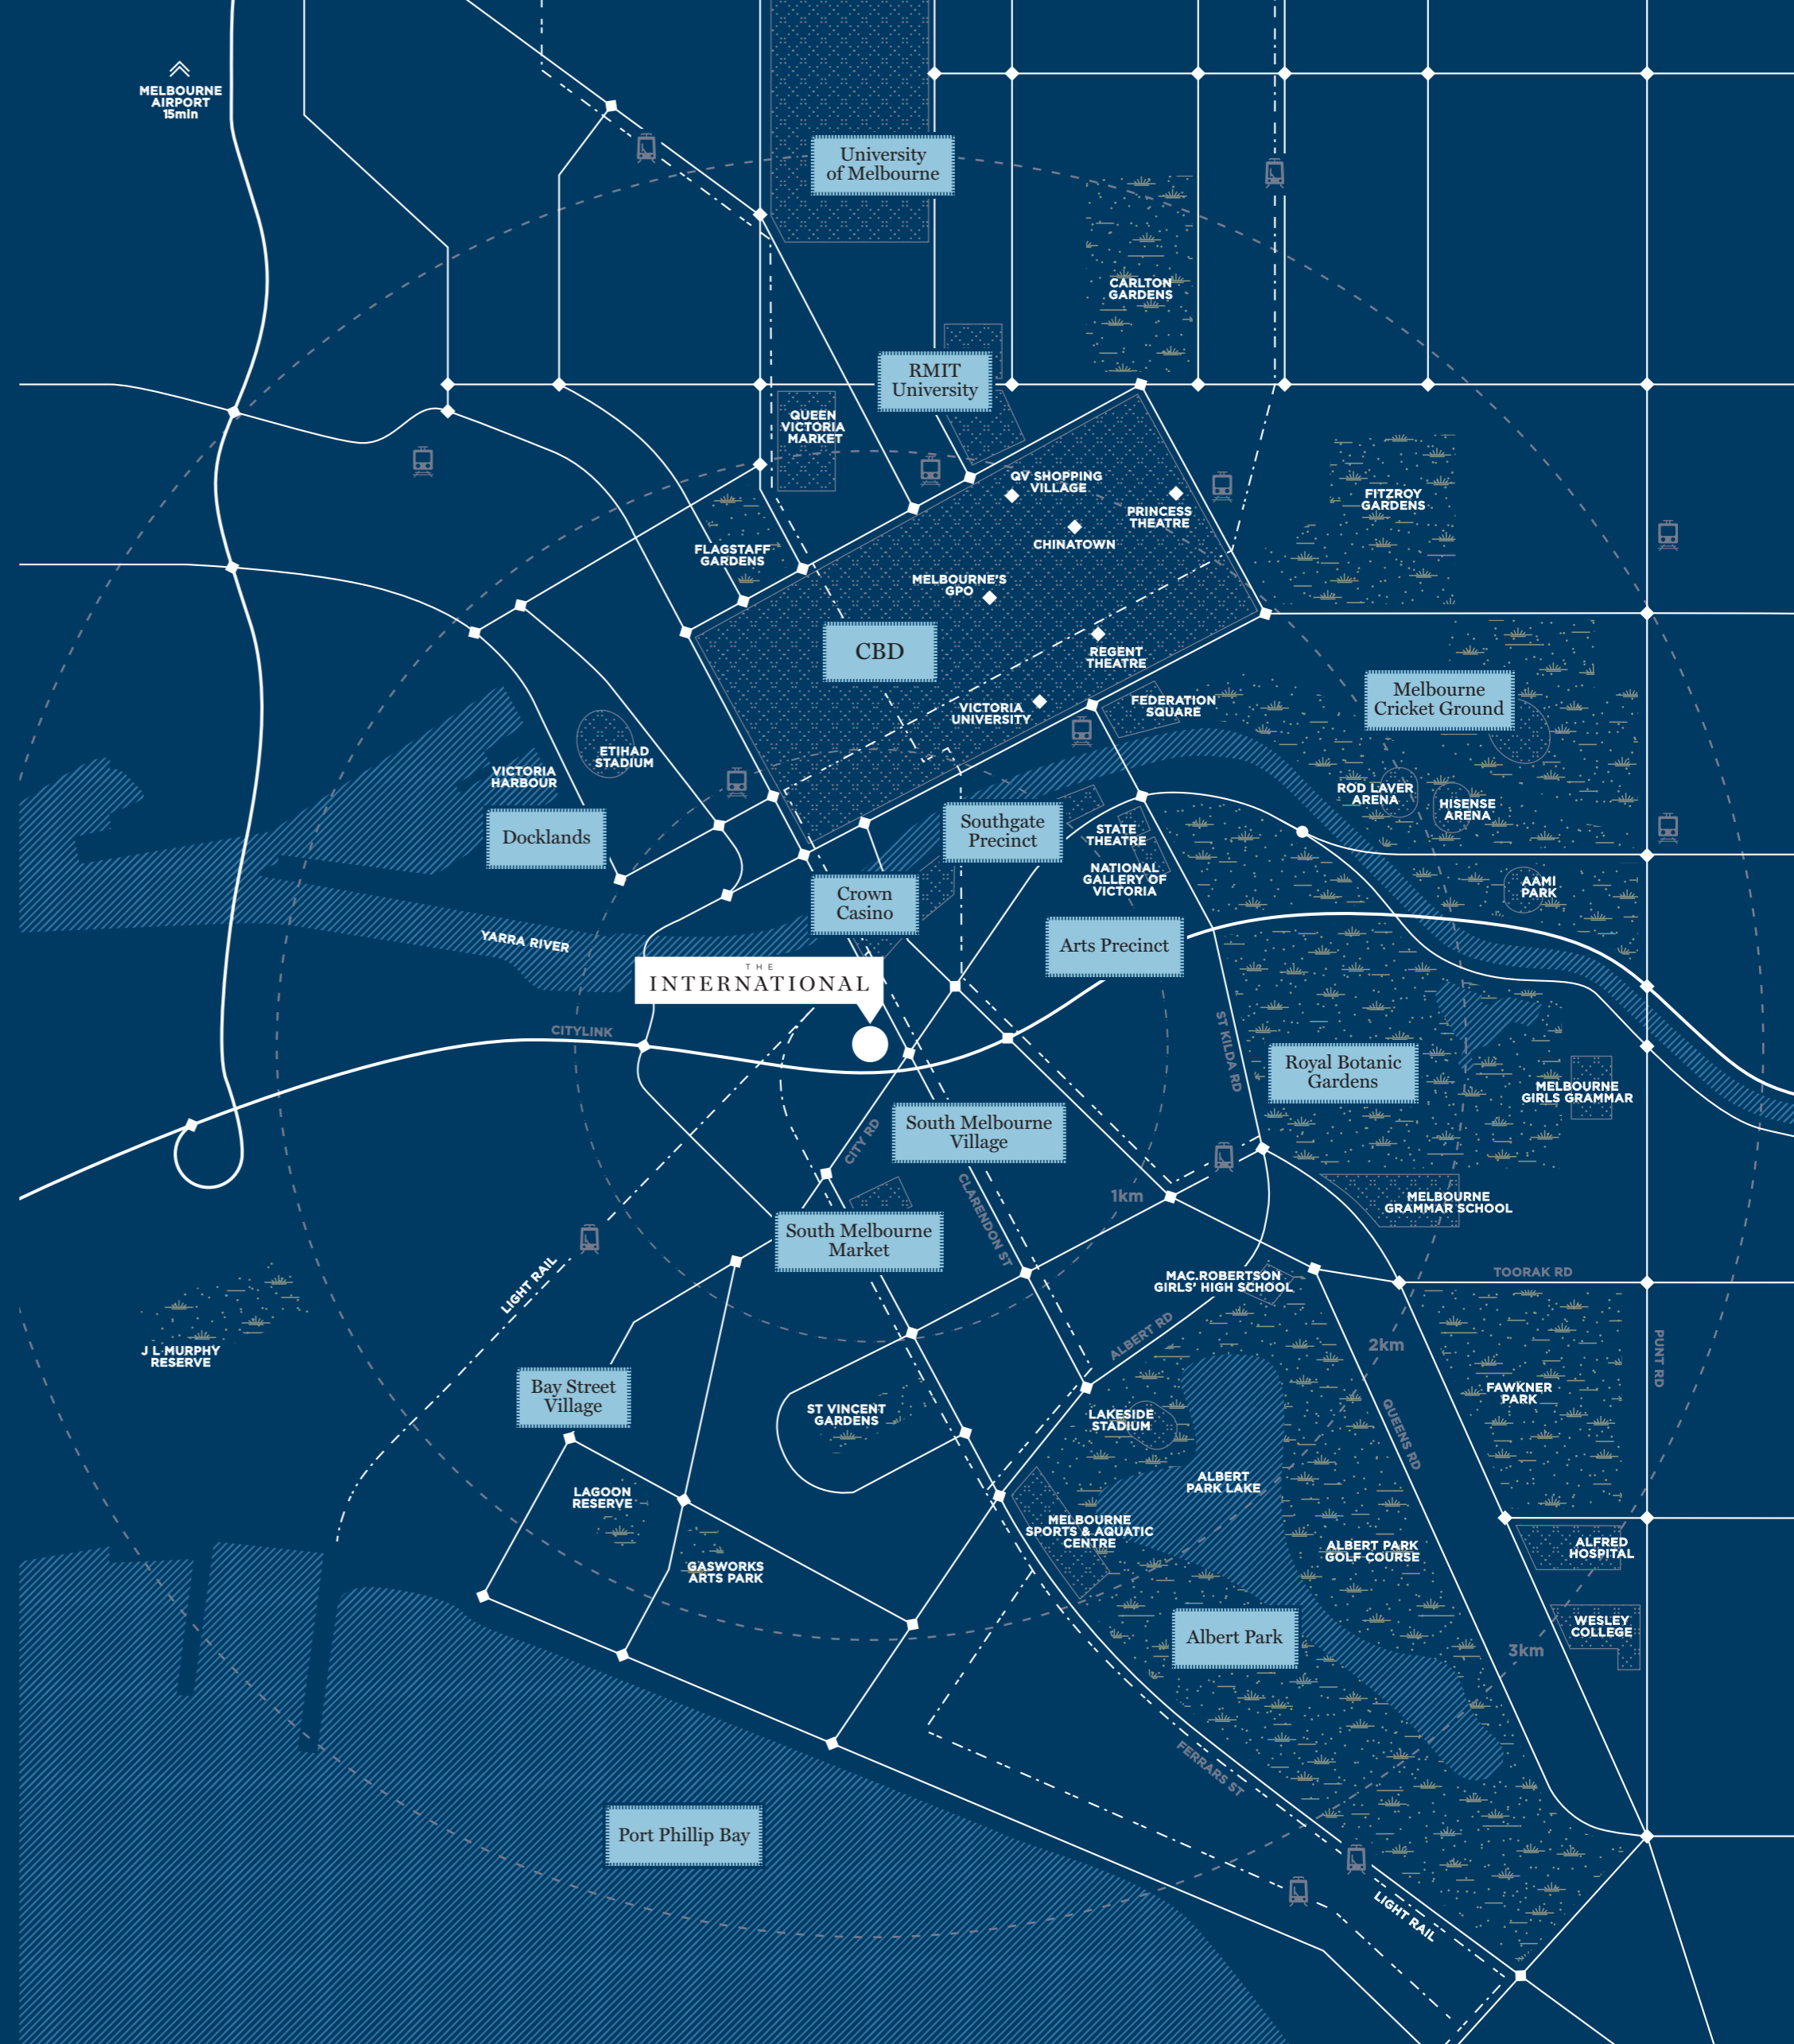 MELBOURNE
AIRPORT
15min
University
of Melbourne
CARLTON
GARDENS
RMIT
University
QUEEN
VICTORIA
MARKET
QV SHOPPING
VILLAGE
PRINCESS
THEATRE
CHINATOWN
FITZROY
GARDENS
FLAGSTAFF
GARDENS
MELBOURNE'S
GPO
CBD
REGENT
THEATRE
VICTORIA
UNIVERSITY
FEDERATION
SQUARE
Melbourne
Cricket Ground
ETIHAD
STADIUM
VICTORIA
HARBOUR
Docklands
Southgate
Precinct
STATE
THEATRE
NATIONAL
GALLERY OF
VICTORIA
ROD LAVER
ARENA
HISENSE
ARENA
AAMI
PARK
Crown
Casino
Arts Precinct
YARRA RIVER
THE
INTERNATIONAL
CITYLINK
ST KILDA RD
Royal Botanic
Gardens
MELBOURNE
GIRLS GRAMMAR
South Melbourne
Village
CITY RD
CLARENDON ST
1km
MELBOURNE
GRAMMAR SCHOOL
South Melbourne
Market
LIGHT RAIL
MAC.ROBERTSON
GIRLS' HIGH SCHOOL
TOORAK RD
ALBERT RD
2km
PUNT RD
J L MURPHY
RESERVE
Bay Street
Village
ST VINCENT
GARDENS
LAKESIDE
STADIUM
QUEENS RD
FAWKNER
PARK
ALBERT
PARK LAKE
LAGOON
RESERVE
MELBOURNE
SPORTS & AQUATIC
CENTRE
ALBERT PARK
GOLF COURSE
ALFRED
HOSPITAL
GASWORKS
ARTS PARK
Albert Park
WESLEY
COLLEGE
3km
FERRARS ST
Port Phillip Bay
LIGHT RAIL